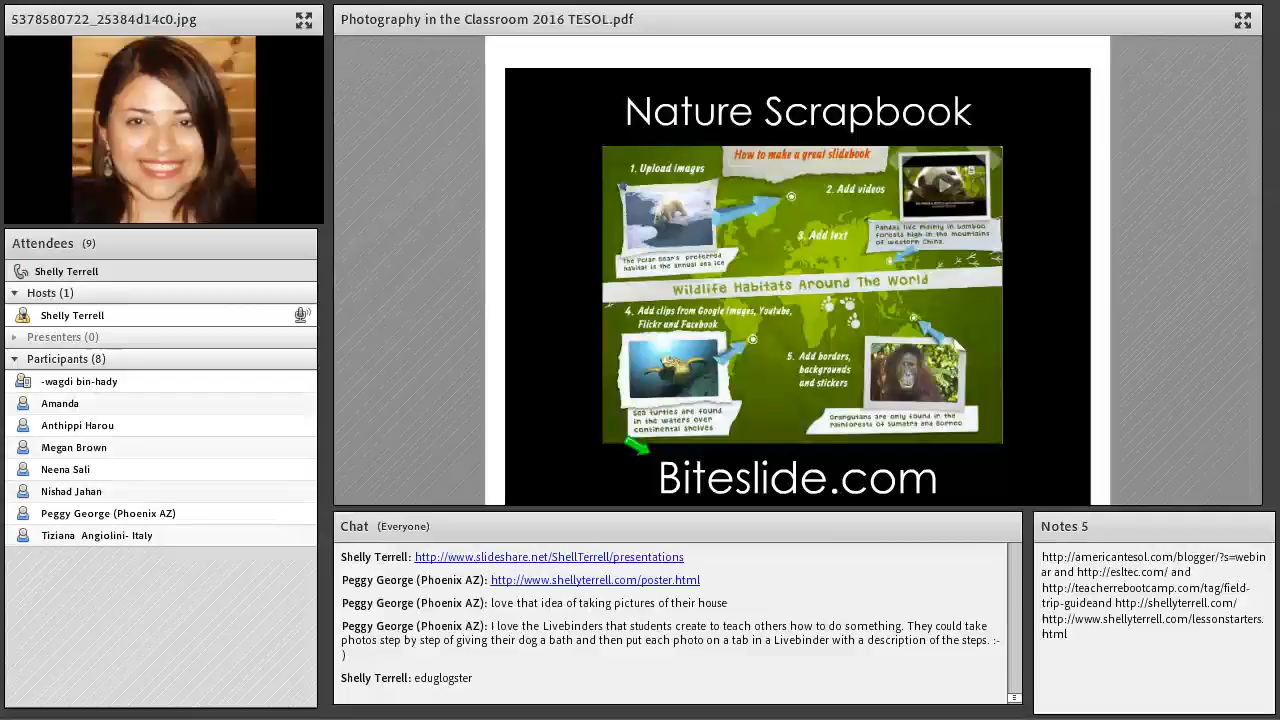 5378580722_25384d14c0.jpg
Attendees (9)
Shelly Terrell
Hosts (1)
Shelly Terrell
Presenters (0)
Participants (8)
-wagdi bin-hady
Amanda
Anthippi Harou
Megan Brown
Neena Sali
Nishad Jahan
Peggy George (Phoenix AZ)
Tiziana Angiolini- Italy
Photography in the Classroom 2016 TESOL.pdf
Nature Scrapbook
How to make a great slidebook
1. Upload images
2. Add videos
3. Add text
Pandas live mainly in bamboo
forests high in the mountains
of western China.
The Polar Bear's preferred
habitat is the annual sea ice
Wildlife Habitats Around The World
4. Add clips from Google Images, Youtube,
Flickr and Facebook
5. Add borders,
backgrounds
and stickers
Sea turtles are found
in the waters over
continental shelves
Orangutans are only found in the
rainforests of Sumatra and Borneo
Biteslide.com
Chat (Everyone)
Shelly Terrell: http://www.slideshare.net/ShellTerrell/presentations
Peggy George (Phoenix AZ): http://www.shellyterrell.com/poster.html
Peggy George (Phoenix AZ): love that idea of taking pictures of their house
Peggy George (Phoenix AZ): I love the Livebinders that students create to teach others how to do something. They could take
photos step by step of giving their dog a bath and then put each photo on a tab in a Livebinder with a description of the steps. :-
)
Shelly Terrell: eduglogster
Notes 5
http://americantesol.com/blogger/?s=webin
ar and http://esltec.com/ and
http://teacherrebootcamp.com/tag/field-
trip-guideand http://shellyterrell.com/
http://www.shellyterrell.com/lessonstarters.
html